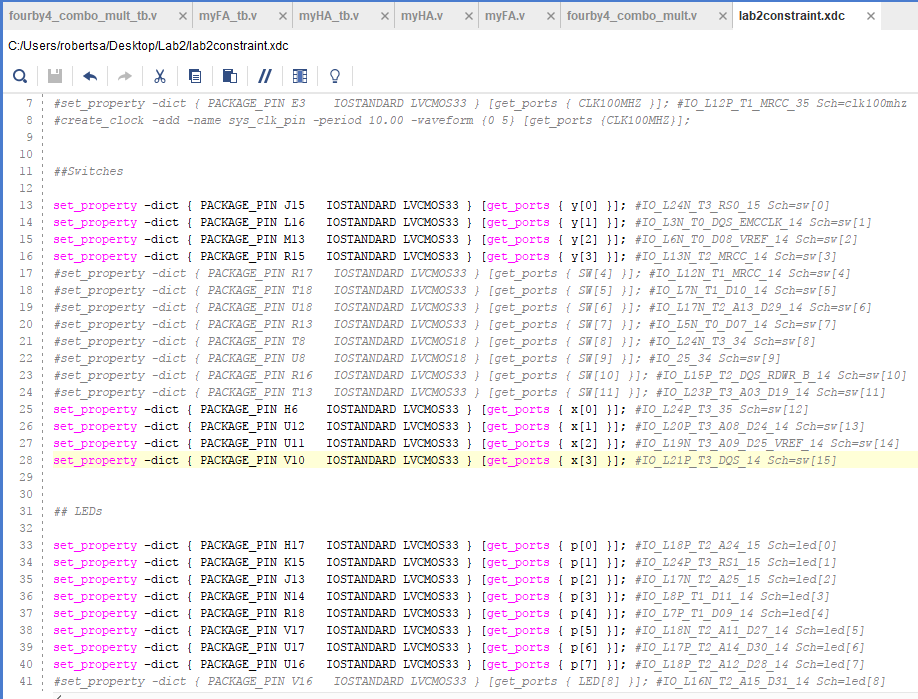 fourby4_combo_mult_tb.v × myFA_tb.v × myHA_tb.v × myHA.v × myFA.v × fourby4_combo_mult.v × lab2constraint.xdc ×
C:/Users/robertsa/Desktop/Lab2/lab2constraint.xdc
7 #set_property -dict { PACKAGE_PIN E3 IOSTANDARD LVCMOS33 } [get_ports { CLK100MHZ }]; #IO_L12P_T1_MRCC_35 Sch=clk100mhz
8 #create_clock -add -name sys_clk_pin -period 10.00 -waveform {0 5} [get_ports {CLK100MHZ}];
9
10
11 ##Switches
12
13 set_property -dict { PACKAGE_PIN J15 IOSTANDARD LVCMOS33 } [get_ports { y[0] }]; #IO_L24N_T3_RS0_15 Sch=sw[0]
14 set_property -dict { PACKAGE_PIN L16 IOSTANDARD LVCMOS33 } [get_ports { y[1] }]; #IO_L3N_T0_DQS_EMCCLK_14 Sch=sw[1]
15 set_property -dict { PACKAGE_PIN M13 IOSTANDARD LVCMOS33 } [get_ports { y[2] }]; #IO_L6N_T0_D08_VREF_14 Sch=sw[2]
16 set_property -dict { PACKAGE_PIN R15 IOSTANDARD LVCMOS33 } [get_ports { y[3] }]; #IO_L13N_T2_MRCC_14 Sch=sw[3]
17 #set_property -dict { PACKAGE_PIN R17 IOSTANDARD LVCMOS33 } [get_ports { SW[4] }]; #IO_L12N_T1_MRCC_14 Sch=sw[4]
18 #set_property -dict { PACKAGE_PIN T18 IOSTANDARD LVCMOS33 } [get_ports { SW[5] }]; #IO_L7N_T1_D10_14 Sch=sw[5]
19 #set_property -dict { PACKAGE_PIN U18 IOSTANDARD LVCMOS33 } [get_ports { SW[6] }]; #IO_L17N_T2_A13_D29_14 Sch=sw[6]
20 #set_property -dict { PACKAGE_PIN R13 IOSTANDARD LVCMOS33 } [get_ports { SW[7] }]; #IO_L5N_T0_D07_14 Sch=sw[7]
21 #set_property -dict { PACKAGE_PIN T8 IOSTANDARD LVCMOS18 } [get_ports { SW[8] }]; #IO_L24N_T3_34 Sch=sw[8]
22 #set_property -dict { PACKAGE_PIN U8 IOSTANDARD LVCMOS18 } [get_ports { SW[9] }]; #IO_25_34 Sch=sw[9]
23 #set_property -dict { PACKAGE_PIN R16 IOSTANDARD LVCMOS33 } [get_ports { SW[10] }]; #IO_L15P_T2_DQS_RDWR_B_14 Sch=sw[10]
24 #set_property -dict { PACKAGE_PIN T13 IOSTANDARD LVCMOS33 } [get_ports { SW[11] }]; #IO_L23P_T3_A03_D19_14 Sch=sw[11]
25 set_property -dict { PACKAGE_PIN H6 IOSTANDARD LVCMOS33 } [get_ports { x[0] }]; #IO_L24P_T3_35 Sch=sw[12]
26 set_property -dict { PACKAGE_PIN U12 IOSTANDARD LVCMOS33 } [get_ports { x[1] }]; #IO_L20P_T3_A08_D24_14 Sch=sw[13]
27 set_property -dict { PACKAGE_PIN U11 IOSTANDARD LVCMOS33 } [get_ports { x[2] }]; #IO_L19N_T3_A09_D25_VREF_14 Sch=sw[14]
28 set_property -dict { PACKAGE_PIN V10 IOSTANDARD LVCMOS33 } [get_ports { x[3] }]; #IO_L21P_T3_DQS_14 Sch=sw[15]
29
30
31 ## LEDs
32
33 set_property -dict { PACKAGE_PIN H17 IOSTANDARD LVCMOS33 } [get_ports { p[0] }]; #IO_L18P_T2_A24_15 Sch=led[0]
34 set_property -dict { PACKAGE_PIN K15 IOSTANDARD LVCMOS33 } [get_ports { p[1] }]; #IO_L24P_T3_RS1_15 Sch=led[1]
35 set_property -dict { PACKAGE_PIN J13 IOSTANDARD LVCMOS33 } [get_ports { p[2] }]; #IO_L17N_T2_A25_15 Sch=led[2]
36 set_property -dict { PACKAGE_PIN N14 IOSTANDARD LVCMOS33 } [get_ports { p[3] }]; #IO_L8P_T1_D11_14 Sch=led[3]
37 set_property -dict { PACKAGE_PIN R18 IOSTANDARD LVCMOS33 } [get_ports { p[4] }]; #IO_L7P_T1_D09_14 Sch=led[4]
38 set_property -dict { PACKAGE_PIN V17 IOSTANDARD LVCMOS33 } [get_ports { p[5] }]; #IO_L18N_T2_A11_D27_14 Sch=led[5]
39 set_property -dict { PACKAGE_PIN U17 IOSTANDARD LVCMOS33 } [get_ports { p[6] }]; #IO_L17P_T2_A14_D30_14 Sch=led[6]
40 set_property -dict { PACKAGE_PIN U16 IOSTANDARD LVCMOS33 } [get_ports { p[7] }]; #IO_L18P_T2_A12_D28_14 Sch=led[7]
41 #set_property -dict { PACKAGE_PIN V16 IOSTANDARD LVCMOS33 } [get_ports { LED[8] }]; #IO_L16N_T2_A15_D31_14 Sch=led[8]